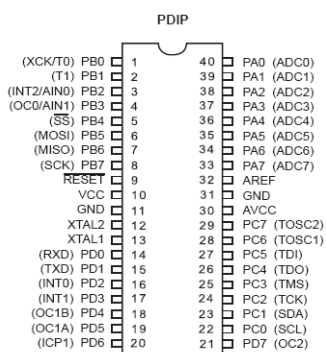 PDIP
(XCK/T0) PB0 1 40 PA0 (ADC0)
(T1) PB1 2 39 PA1 (ADC1)
(INT2/AIN0) PB2 3 38 PA2 (ADC2)
(OC0/AIN1) PB3 4 37 PA3 (ADC3)
(SS) PB4 5 36 PA4 (ADC4)
(MOSI) PB5 6 35 PA5 (ADC5)
(MISO) PB6 7 34 PA6 (ADC6)
(SCK) PB7 8 33 PA7 (ADC7)
RESET 9 32 AREF
VCC 10 31 GND
GND 11 30 AVCC
XTAL2 12 29 PC7 (TOSC2)
XTAL1 13 28 PC6 (TOSC1)
(RXD) PD0 14 27 PC5 (TDI)
(TXD) PD1 15 26 PC4 (TDO)
(INT0) PD2 16 25 PC3 (TMS)
(INT1) PD3 17 24 PC2 (TCK)
(OC1B) PD4 18 23 PC1 (SDA)
(OC1A) PD5 19 22 PC0 (SCL)
(ICP1) PD6 20 21 PD7 (OC2)